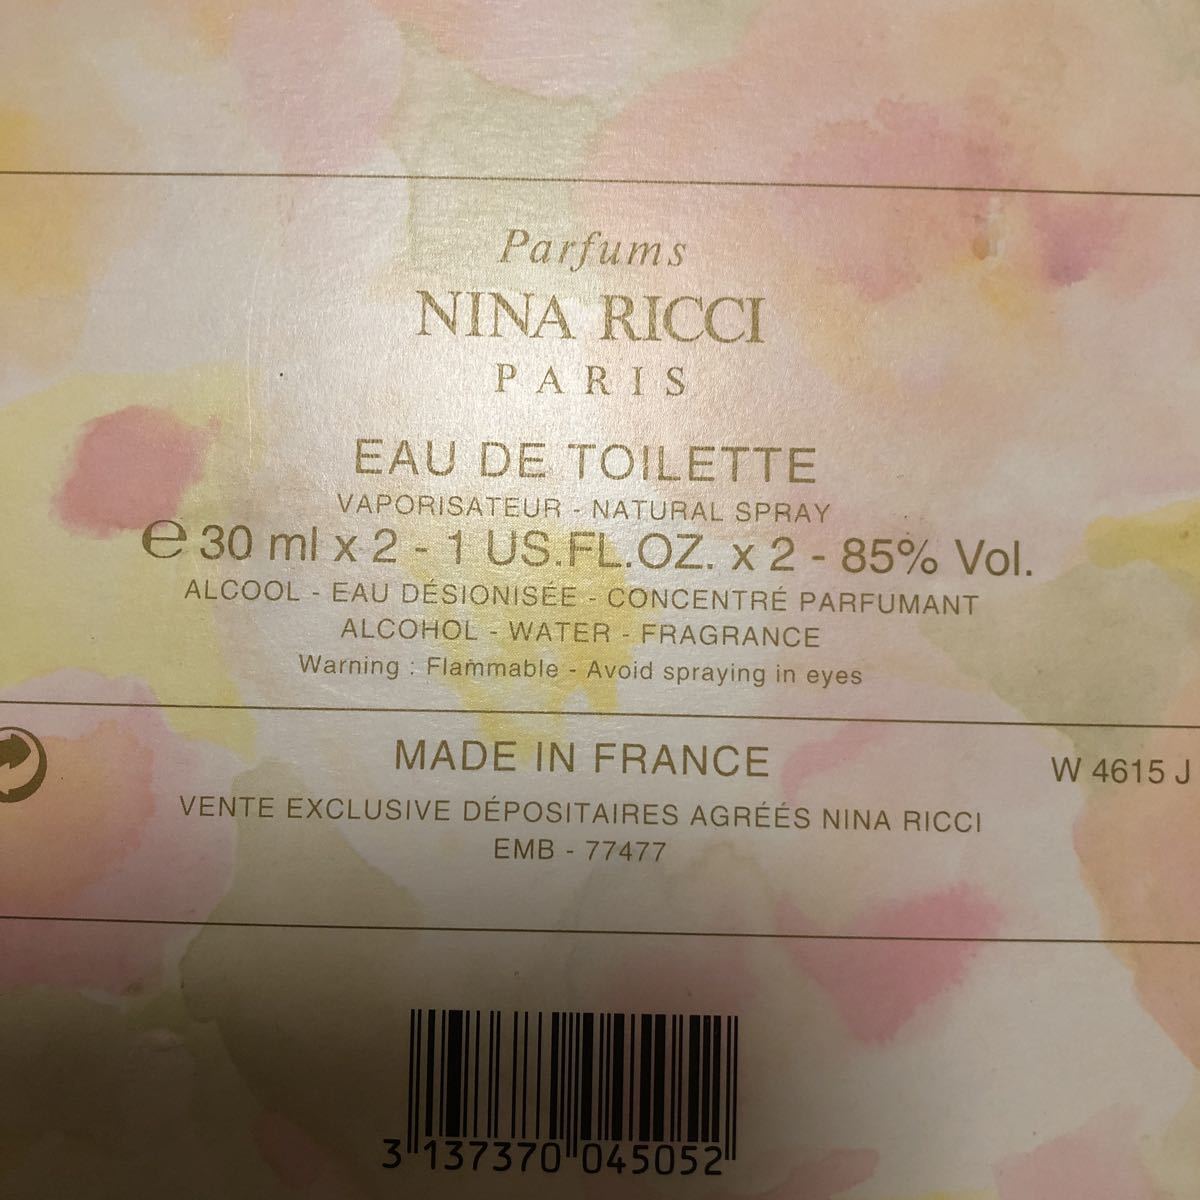 Parfums
NINA RICCI
PARIS
EAU DE TOILETTE
VAPORISATEUR - NATURAL SPRAY
℮ 30 ml x 2 - 1 US.FL.OZ. x 2 - 85% Vol.
ALCOOL - EAU DÉSIONISÉE - CONCENTRÉ PARFUMANT
ALCOHOL - WATER - FRAGRANCE
Warning : Flammable - Avoid spraying in eyes
MADE IN FRANCE
W 4615 J
VENTE EXCLUSIVE DÉPOSITAIRES AGRÉÉS NINA RICCI
EMB - 77477
3 137370 045052